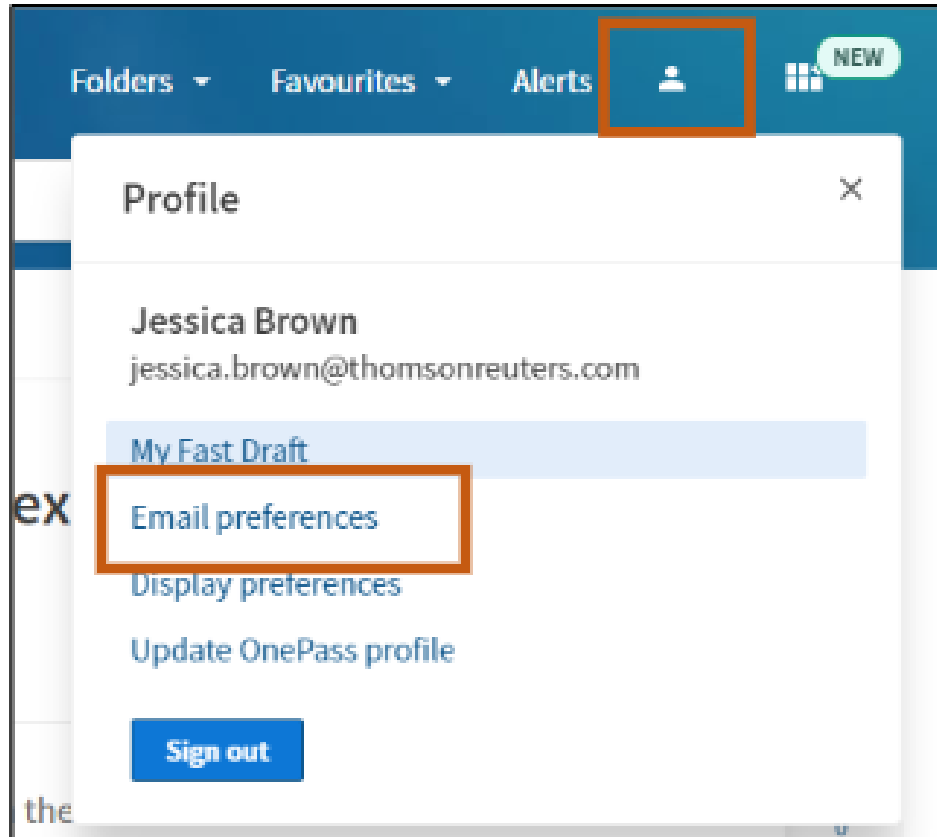 Folders Favourites Alerts NEW
Profile
Jessica Brown
jessica.brown@thomsonreuters.com
My Fast Draft
ex
Email preferences
Display preferences
Update OnePass profile
Sign out
the